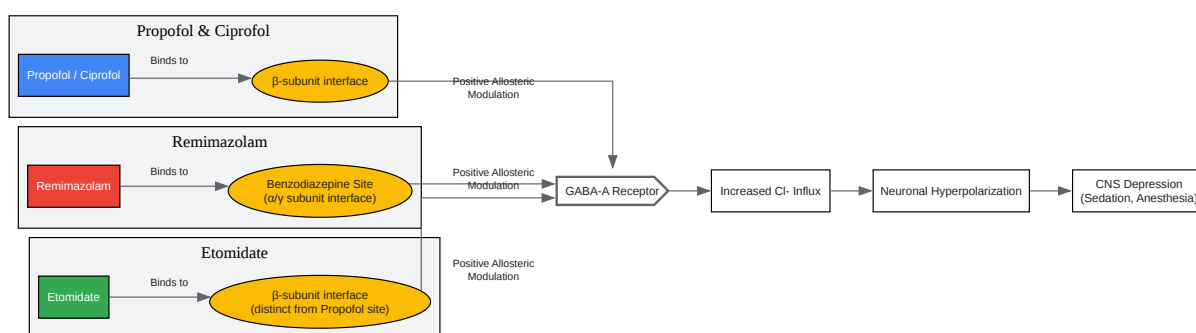 Propofol & Ciprofol
Propofol / Ciprofol
Binds to
β-subunit interface
Positive Allosteric
Modulation
Remimazolam
Remimazolam
Binds to
Benzodiazepine Site
(α/γ subunit interface)
Positive Allosteric
Modulation
GABA-A Receptor
Increased Cl- Influx
Neuronal Hyperpolarization
CNS Depression
(Sedation, Anesthesia)
Etomidate
Etomidate
Binds to
β-subunit interface
(distinct from Propofol site)
Positive Allosteric
Modulation